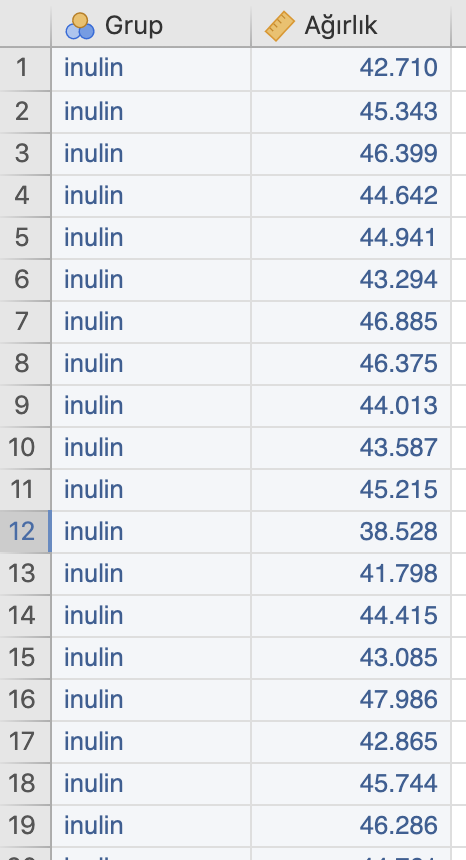 Grup Ağırlık
1 inulin 42.710
2 inulin 45.343
3 inulin 46.399
4 inulin 44.642
5 inulin 44.941
6 inulin 43.294
7 inulin 46.885
8 inulin 46.375
9 inulin 44.013
10 inulin 43.587
11 inulin 45.215
12 inulin 38.528
13 inulin 41.798
14 inulin 44.415
15 inulin 43.085
16 inulin 47.986
17 inulin 42.865
18 inulin 45.744
19 inulin 46.286